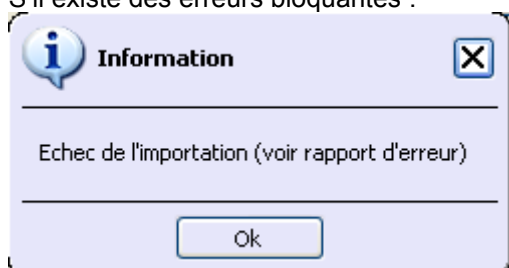 S'il existe des erreurs bloquantes :
Information
Echec de l'importation (voir rapport d'erreur)
Ok